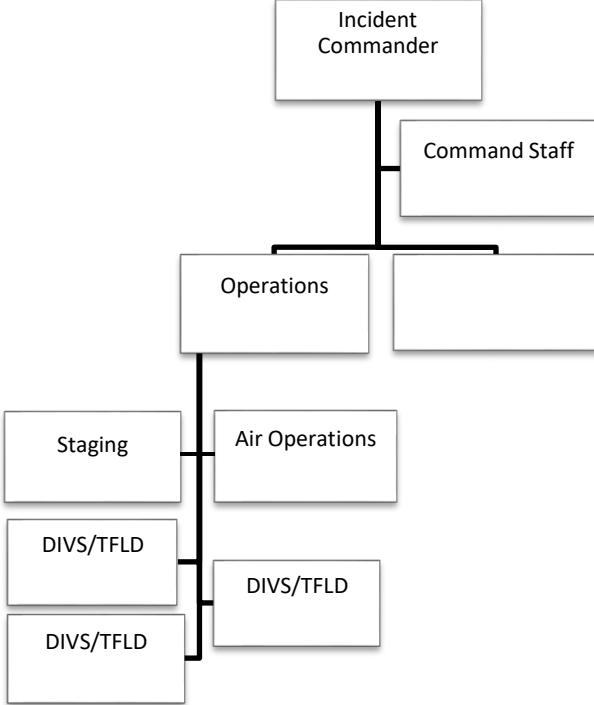 Incident
Commander
Command Staff
Operations
Staging
Air Operations
DIVS/TFLD
DIVS/TFLD
DIVS/TFLD